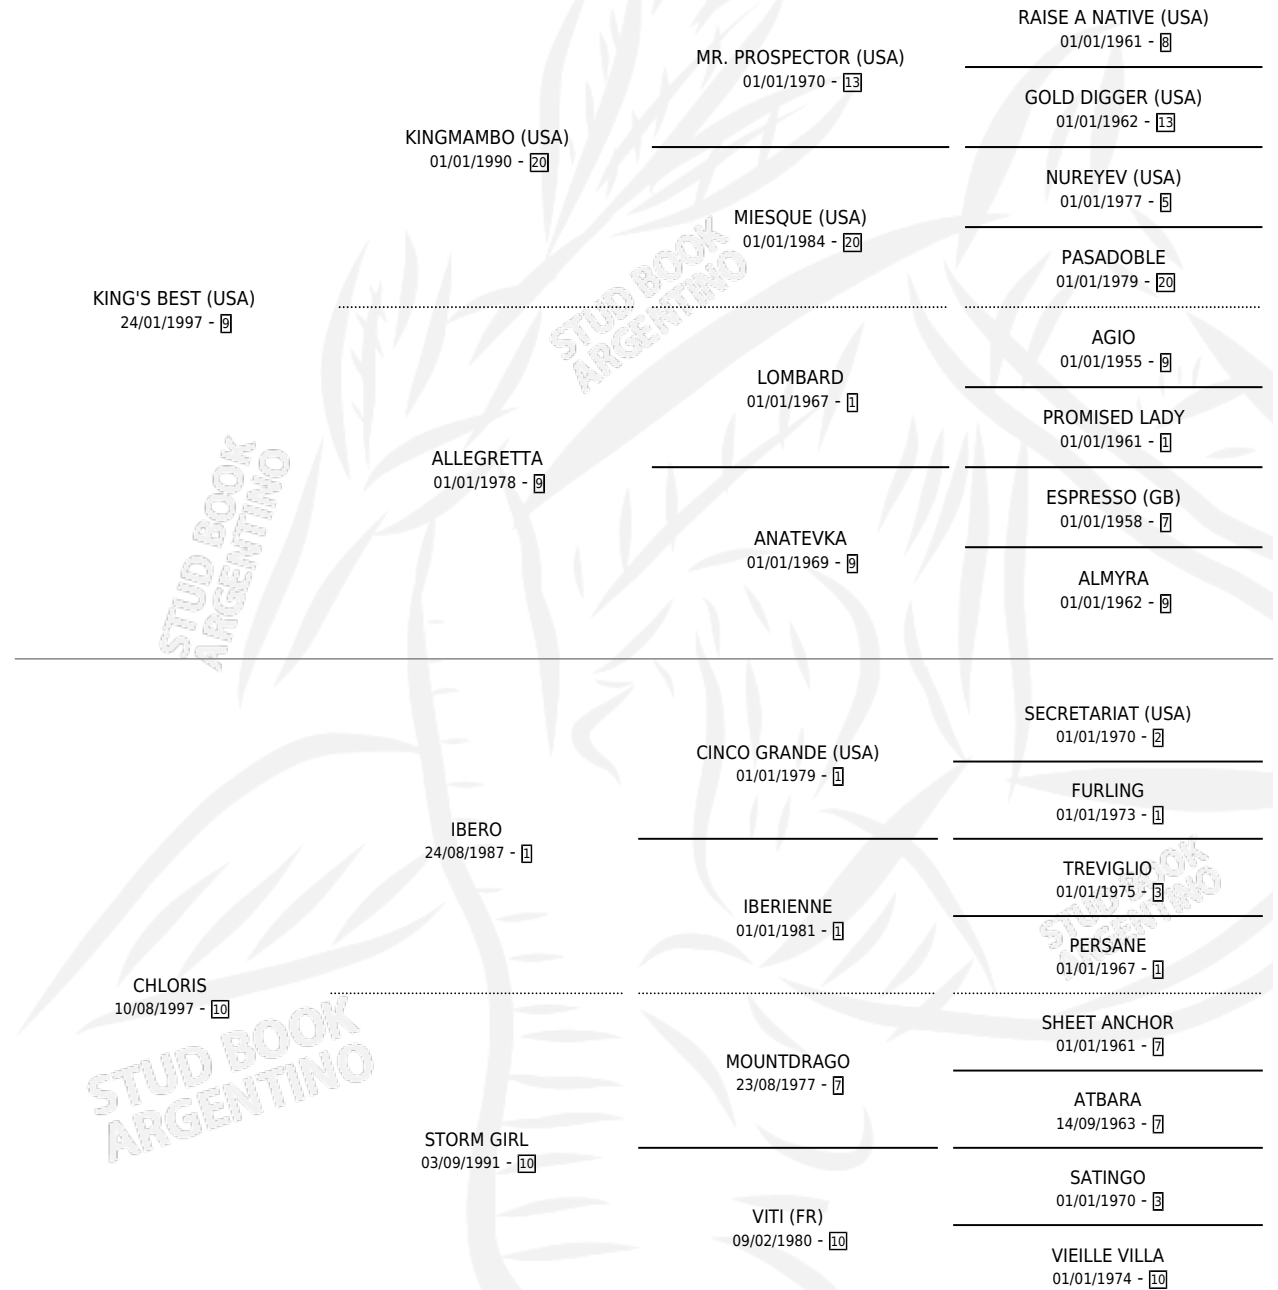 RAISE A NATIVE (USA)
01/01/1961 - 8
MR. PROSPECTOR (USA)
01/01/1970 - 13
GOLD DIGGER (USA)
01/01/1962 - 13
KINGMAMBO (USA)
01/01/1990 - 20
NUREYEV (USA)
01/01/1977 - 5
MIESQUE (USA)
01/01/1984 - 20
PASADOBLE
01/01/1979 - 20
KING'S BEST (USA)
24/01/1997 - 9
STUD BOOK
ARGENTINO
AGIO
01/01/1955 - 9
LOMBARD
01/01/1967 - 1
PROMISED LADY
01/01/1961 - 1
ALLEGRETTA
01/01/1978 - 9
ESPRESSO (GB)
01/01/1958 - 7
ANATEVKA
01/01/1969 - 9
ALMYRA
01/01/1962 - 9
STUD BOOK
ARGENTINO
SECRETARIAT (USA)
01/01/1970 - 2
CINCO GRANDE (USA)
01/01/1979 - 1
FURLING
01/01/1973 - 1
IBERO
24/08/1987 - 1
TREVIGLIO
01/01/1975 - 3
IBERIENNE
01/01/1981 - 1
STUD BOOK
ARGENTINO
PERSANE
01/01/1967 - 1
CHLORIS
10/08/1997 - 10
STUD BOOK
ARGENTINO
SHEET ANCHOR
01/01/1961 - 7
MOUNTDRAGO
23/08/1977 - 7
ATBARA
14/09/1963 - 7
STORM GIRL
03/09/1991 - 10
SATINGO
01/01/1970 - 3
VITI (FR)
09/02/1980 - 10
VIEILLE VILLA
01/01/1974 - 10